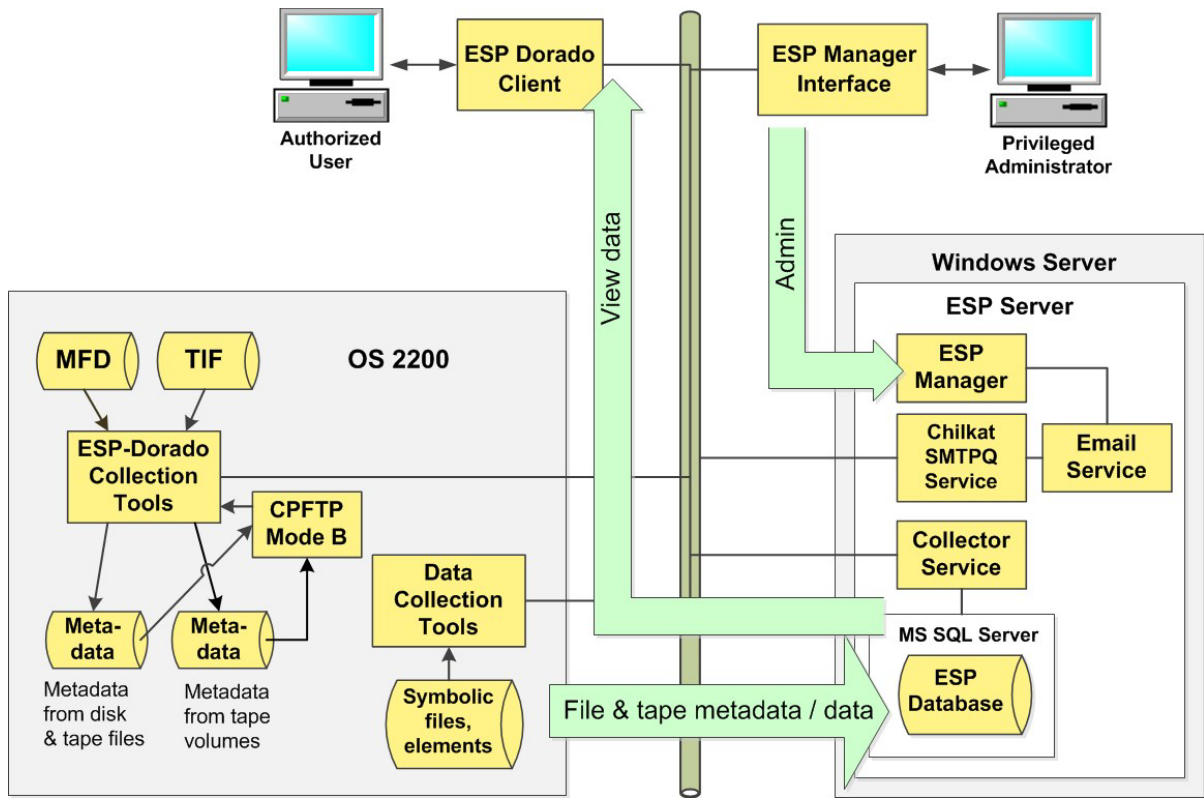 ESP Dorado
Client
ESP Manager
Interface
Authorized
User
Privileged
Administrator
View data
Admin
Windows Server
ESP Server
ESP
Manager
Chilkat
SMTPQ
Service
Email
Service
Collector
Service
MS SQL Server
ESP
Database
OS 2200
MFD
TIF
ESP-Dorado
Collection
Tools
CPFTP
Mode B
Data
Collection
Tools
Meta-
data
Meta-
data
Metadata
from disk
& tape files
Metadata
from tape
volumes
Symbolic
files,
elements
File & tape metadata / data